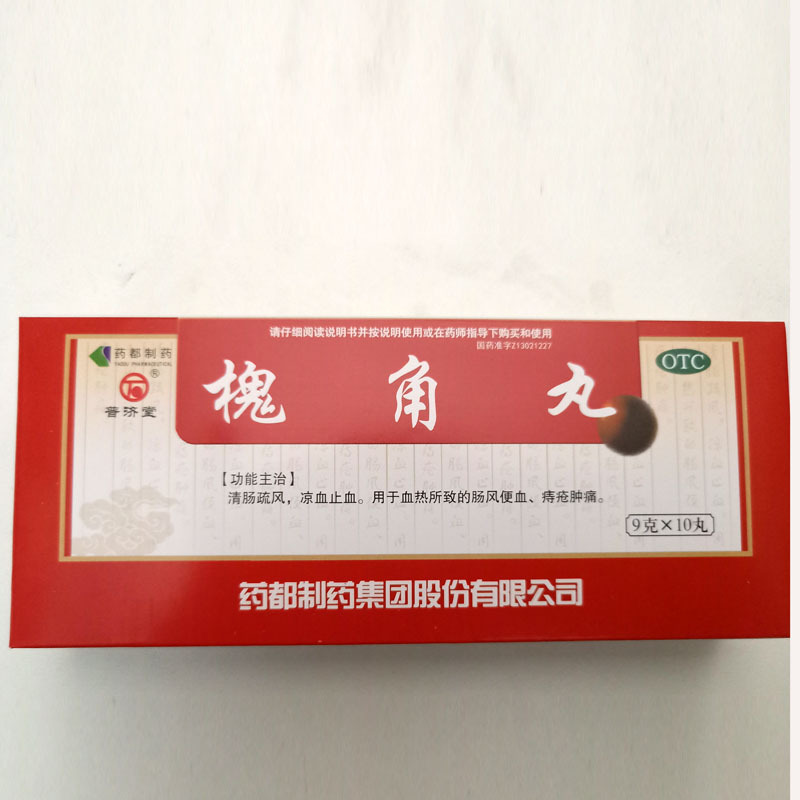 请仔细阅读说明书并按说明使用或在药师指导下购买和使用
国药准字Z13021227
药都制药
YAODU PHARMACEUTICAL
OTC
®
普济堂
槐角丸
【功能主治】
清肠疏风，凉血止血。用于血热所致的肠风便血、痔疮肿痛。
9克×10丸
药都制药集团股份有限公司